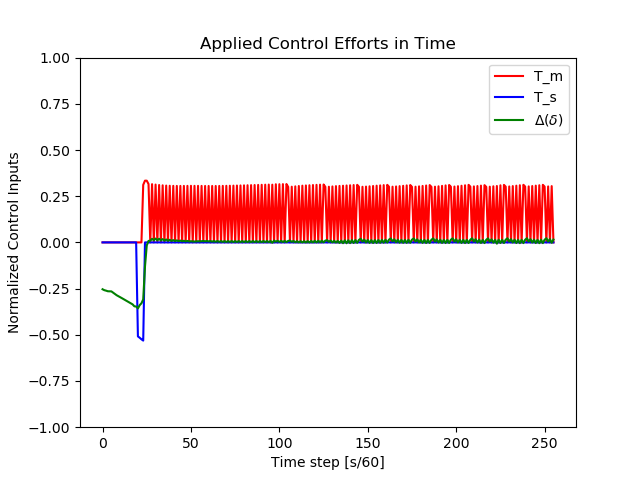 Applied Control Efforts in Time
1.00
0.75
0.50
0.25
0.00
−0.25
−0.50
−0.75
−1.00
Normalized Control Inputs
T_m
T_s
Δ(δ)
0 50 100 150 200 250
Time step [s/60]